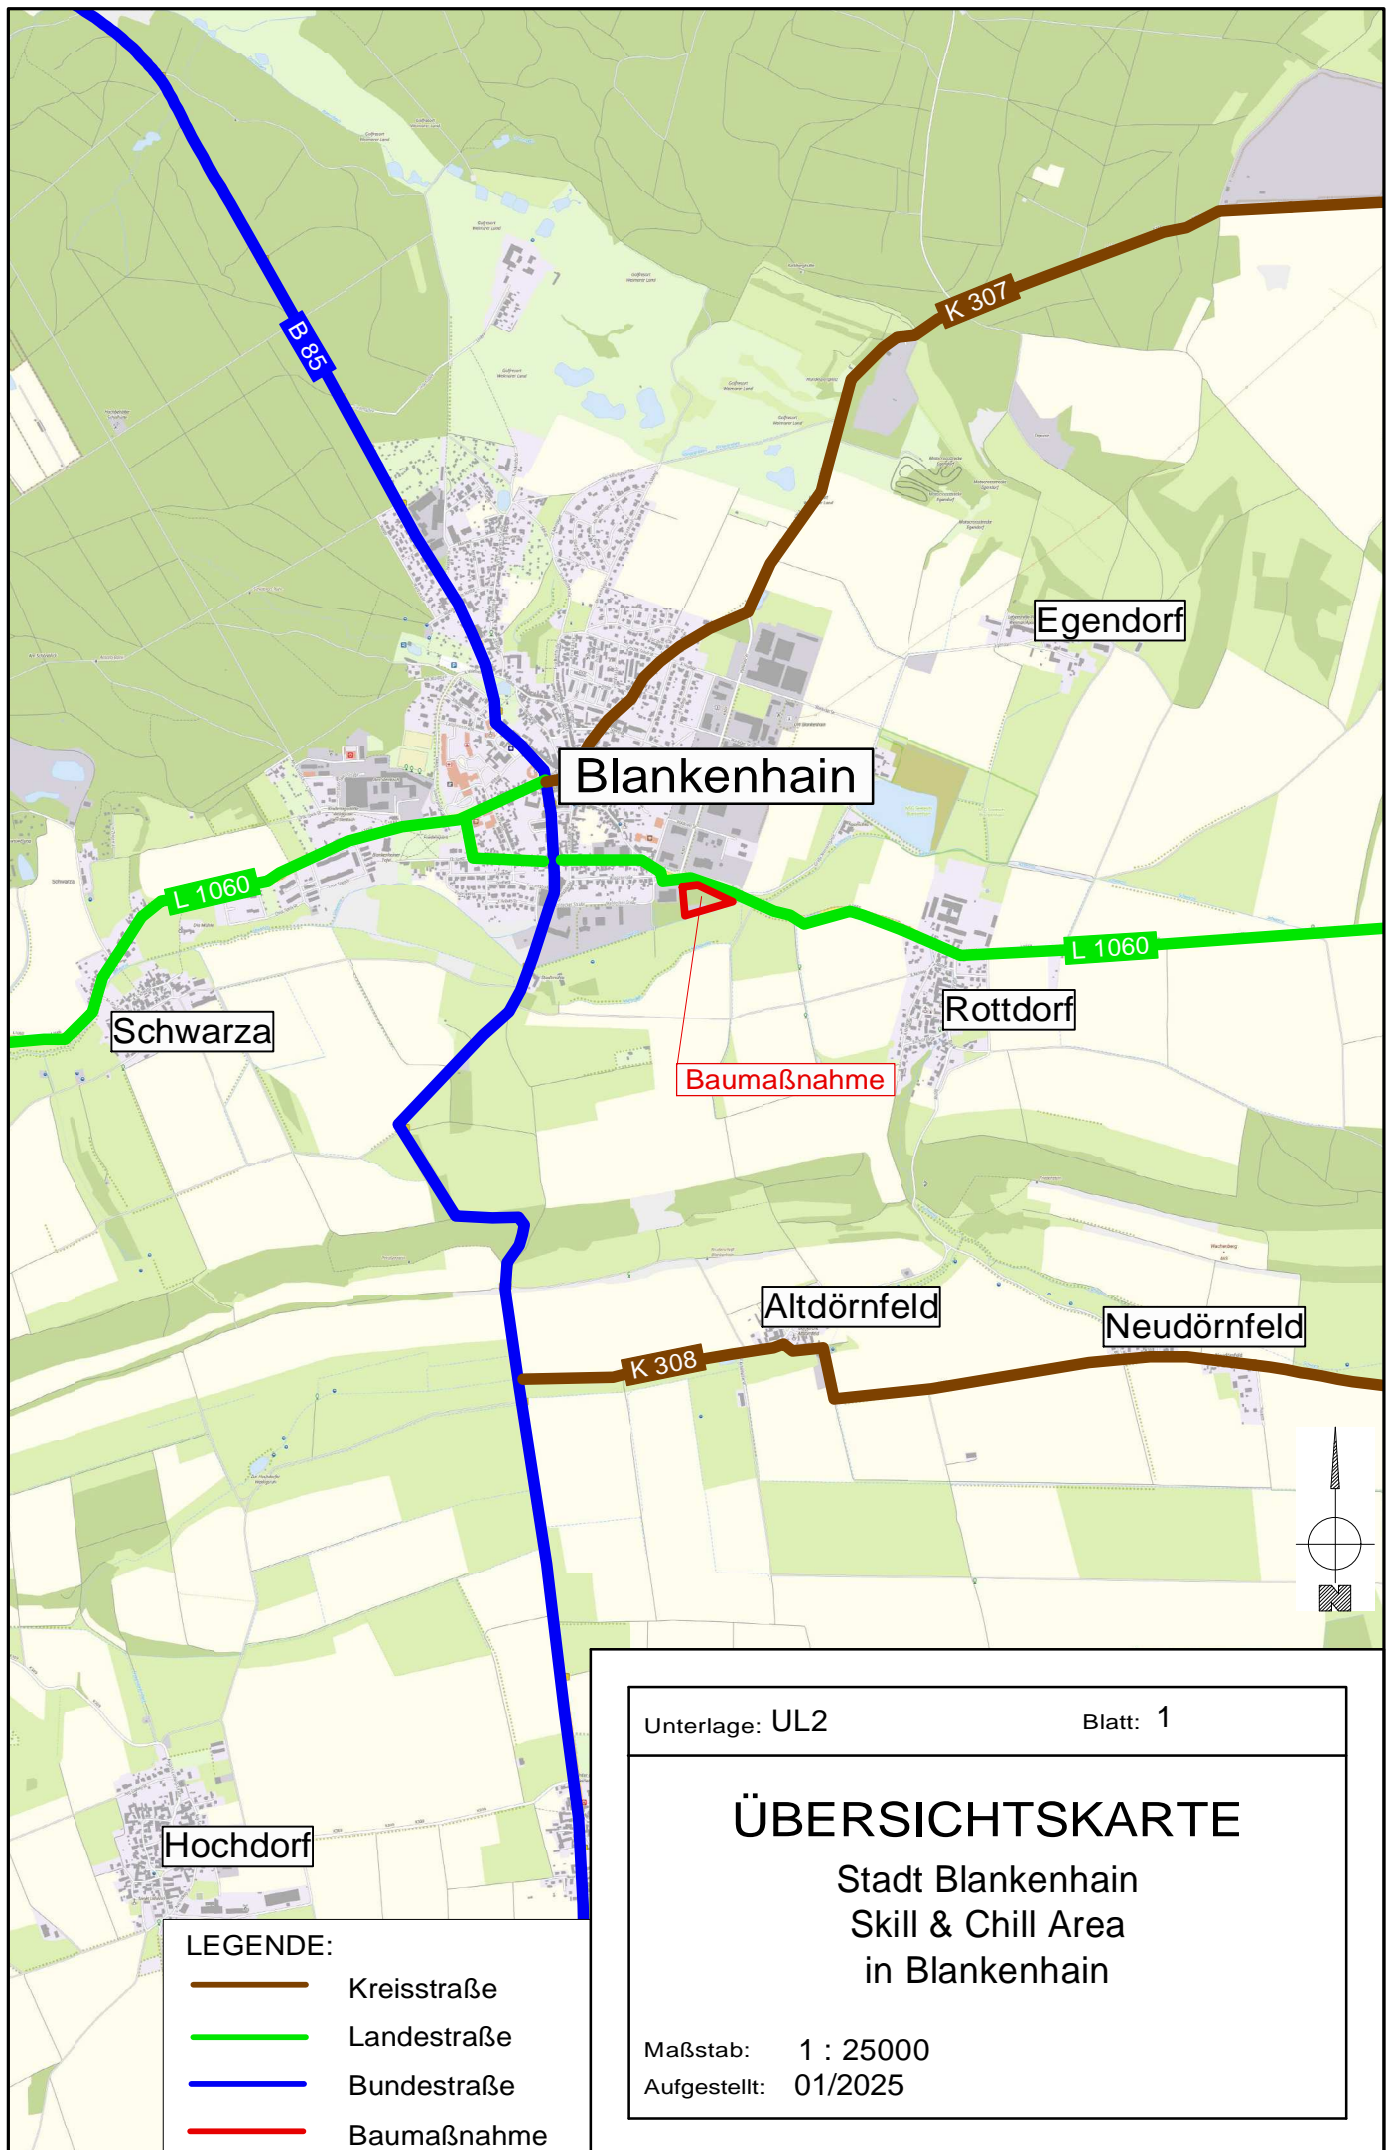 B 85
K 307
Egendorf
Blankenhain
L 1060
L 1060
Rottdorf
Schwarza
Baumaßnahme
Altdörnfeld
Neudörnfeld
K 308
N
Hochdorf
Unterlage: UL2 Blatt: 1
ÜBERSICHTSKARTE
Stadt Blankenhain
Skill & Chill Area
in Blankenhain
Maßstab: 1 : 25000
Aufgestellt: 01/2025
LEGENDE:
Kreisstraße
Landestraße
Bundestraße
Baumaßnahme